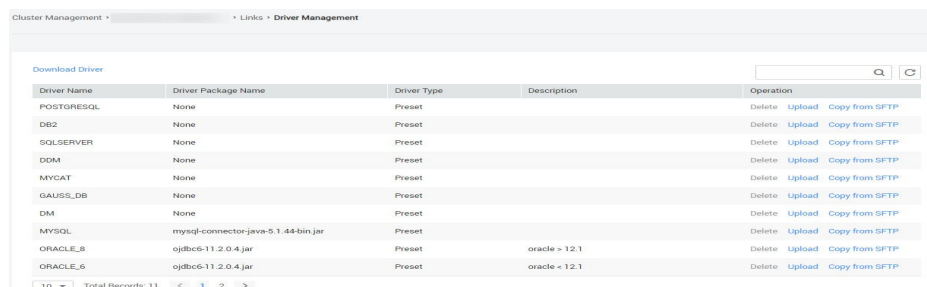 Cluster Management > > Links > Driver Management
Download Driver
Driver Name Driver Package Name Driver Type Description Operation
POSTGRESQL None Preset Delete Upload Copy from SFTP
DB2 None Preset Delete Upload Copy from SFTP
SQLSERVER None Preset Delete Upload Copy from SFTP
DDM None Preset Delete Upload Copy from SFTP
MYCAT None Preset Delete Upload Copy from SFTP
GAUSS_DB None Preset Delete Upload Copy from SFTP
DM None Preset Delete Upload Copy from SFTP
MYSQL mysql-connector-java-5.1.44-bin.jar Preset Delete Upload Copy from SFTP
ORACLE_8 ojdbc6-11.2.0.4.jar Preset oracle > 12.1 Delete Upload Copy from SFTP
ORACLE_6 ojdbc6-11.2.0.4.jar Preset oracle < 12.1 Delete Upload Copy from SFTP
10 Total Records: 11 < 1 2 >